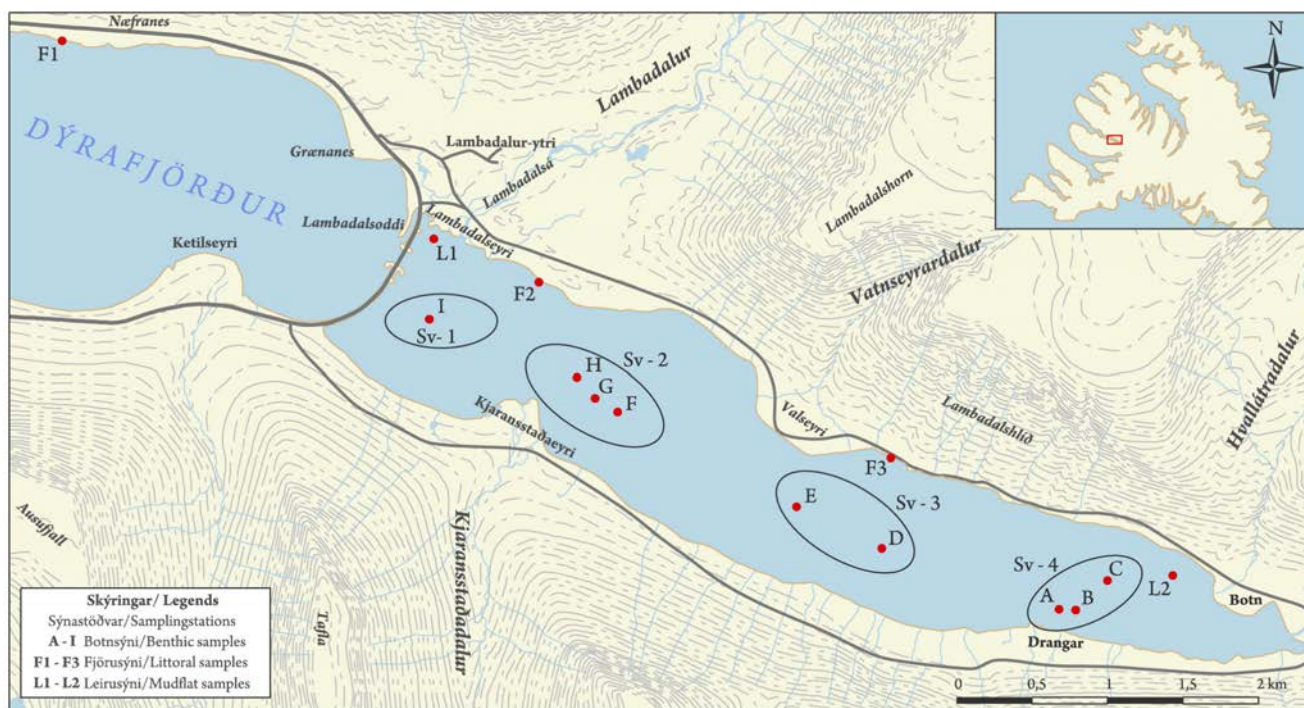 Næfranes
F1
N
Lambadalur
DÝRAFJÖRÐUR
Grænanes
Lambadalur-ytri
Lambadalsá
Lambadalsoddi
Lambadalseyri
Ketilseyri
L1
F2
Lambadalshorn
Vatnseyrardalur
I
Sv- 1
H
Sv - 2
G
F
Kjaransstaðaeyri
Valseyri
Lambadalshlíð
Hvallátradalur
F3
E
Sv - 3
D
Ausufjall
Kjaransstaðadalur
Tafla
Sv - 4
C
L2
A
B
Botn
Drangar
Skýringar/ Legends
Sýnastöðvar/Samplingstations
A - I Botnsýni/Benthic samples
F1 - F3 Fjörusýni/Littoral samples
L1 - L2 Leirusýni/Mudflat samples
0 0,5 1 1,5 2 km